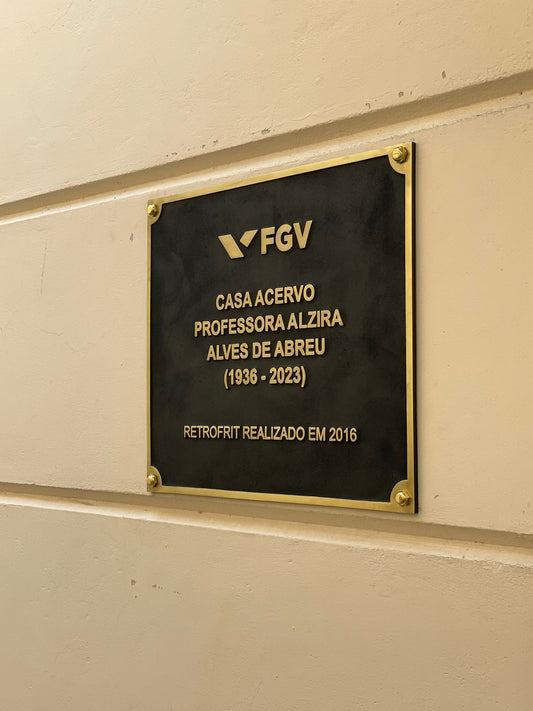 FGV
CASA ACERVO
PROFESSORA ALZIRA
ALVES DE ABREU
(1936 - 2023)
RETROFRIT REALIZADO EM 2016